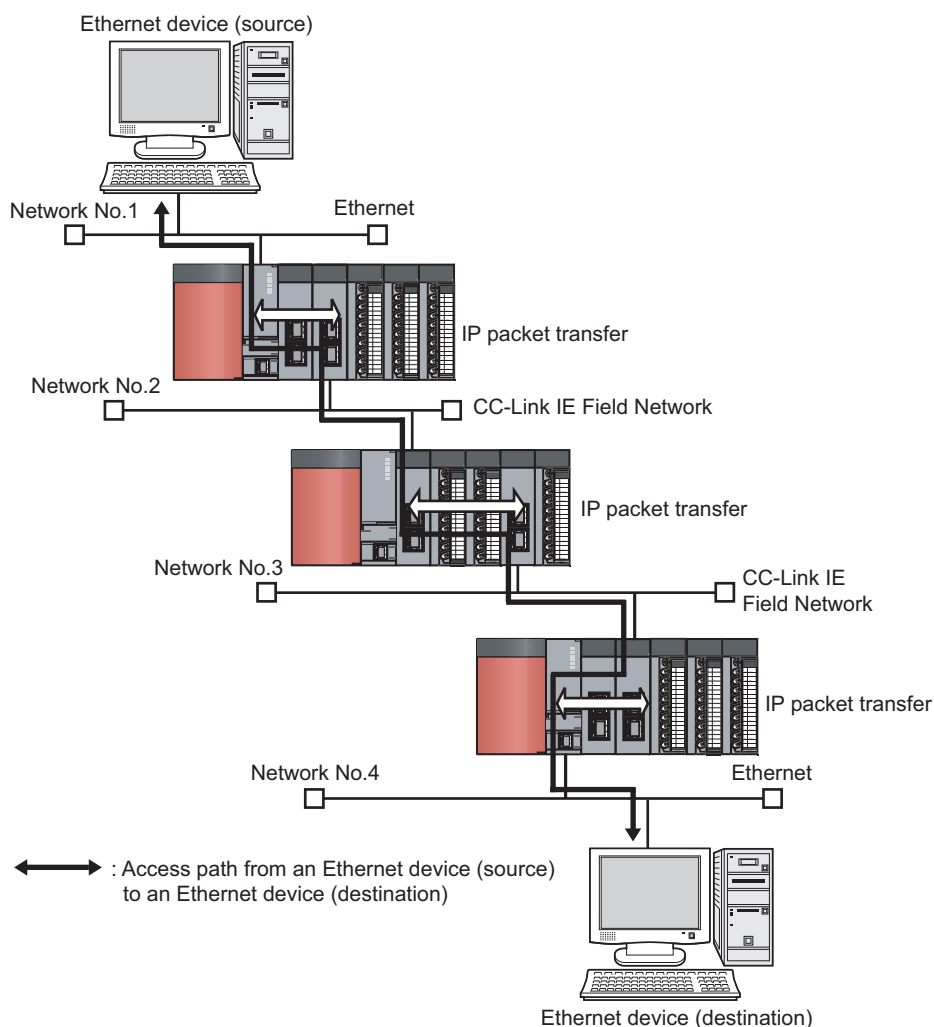 Ethernet device (source)
Network No.1
Ethernet
IP packet transfer
Network No.2
CC-Link IE Field Network
IP packet transfer
Network No.3
CC-Link IE
Field Network
IP packet transfer
Network No.4
Ethernet
: Access path from an Ethernet device (source)
to an Ethernet device (destination)
Ethernet device (destination)